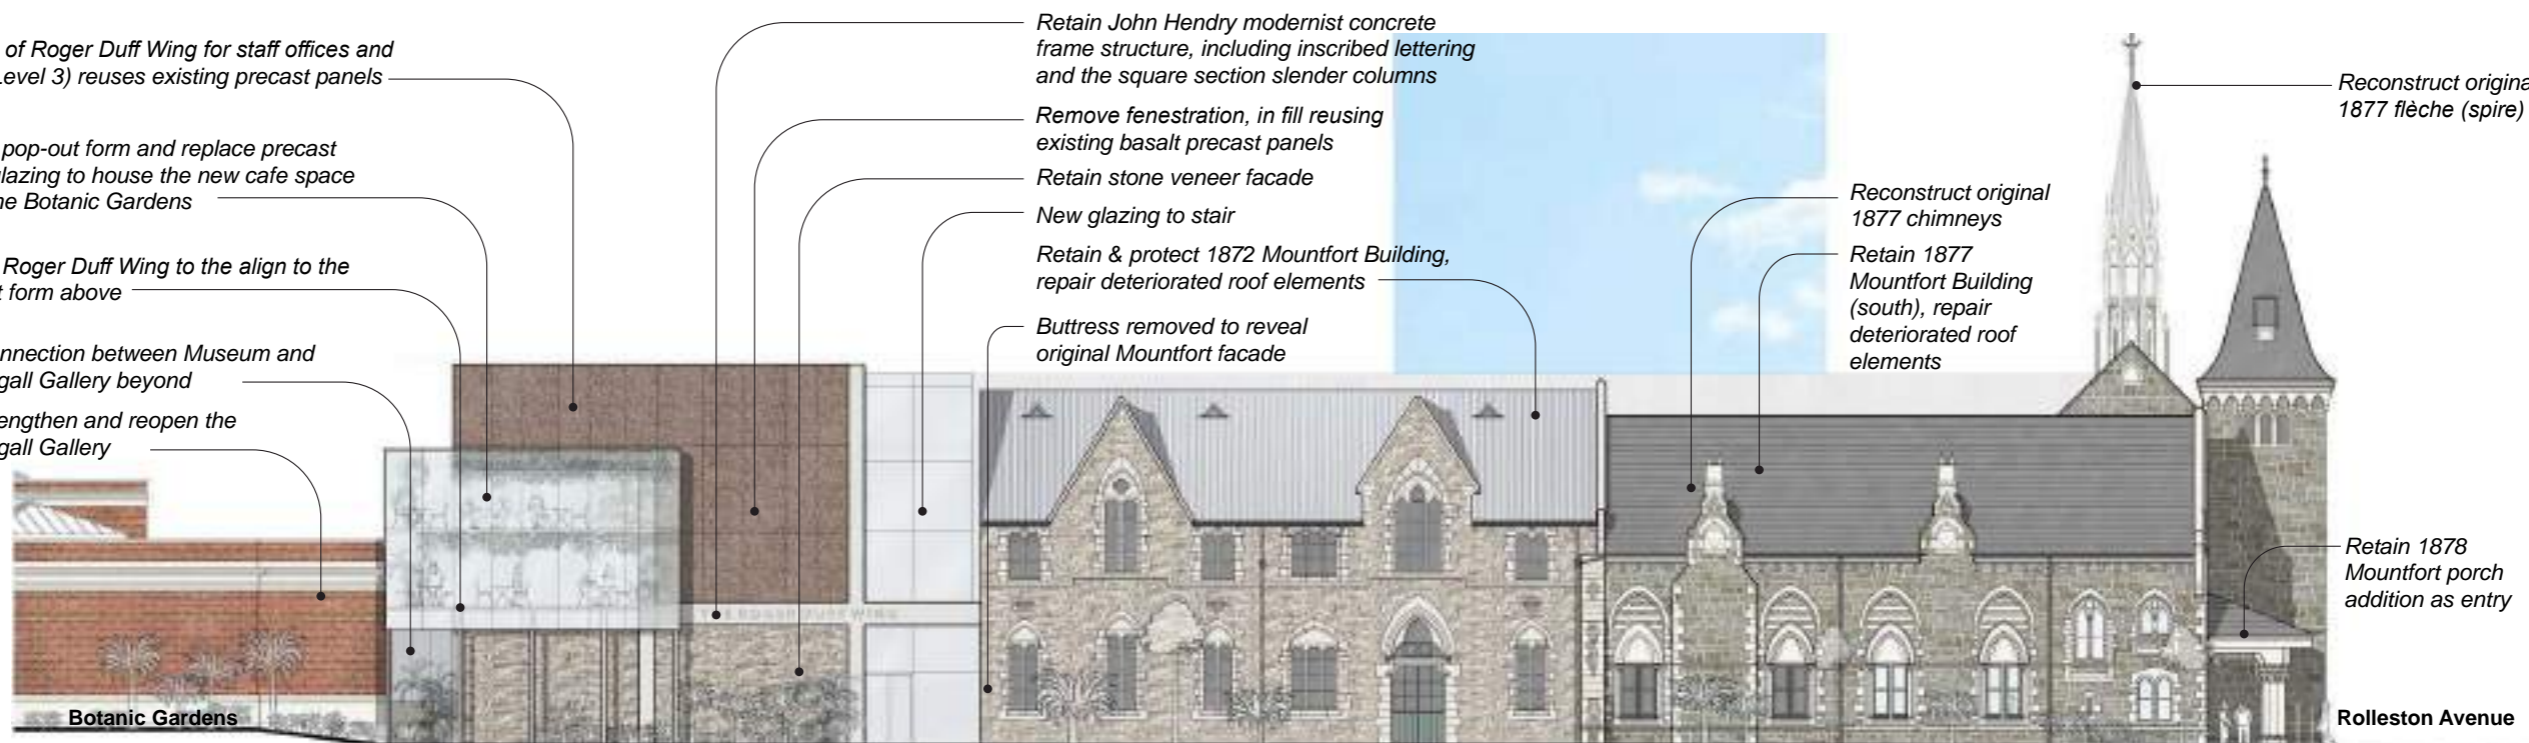 of Roger Duff Wing for staff offices and
Level 3) reuses existing precast panels
pop-out form and replace precast
glazing to house the new cafe space
the Botanic Gardens
Roger Duff Wing to the align to the
form above
connection between Museum and
gall Gallery beyond
engthen and reopen the
gall Gallery
Retain John Hendry modernist concrete
frame structure, including inscribed lettering
and the square section slender columns
Remove fenestration, in fill reusing
existing basalt precast panels
Retain stone veneer facade
New glazing to stair
Retain & protect 1872 Mountfort Building,
repair deteriorated roof elements
Buttress removed to reveal
original Mountfort facade
Reconstruct original
1877 chimneys
Retain 1877
Mountfort Building
(south), repair
deteriorated roof
elements
Reconstruct origina
1877 flèche (spire)
Retain 1878
Mountfort porch
addition as entry
ROGER DUFF WING
Botanic Gardens
Rolleston Avenue